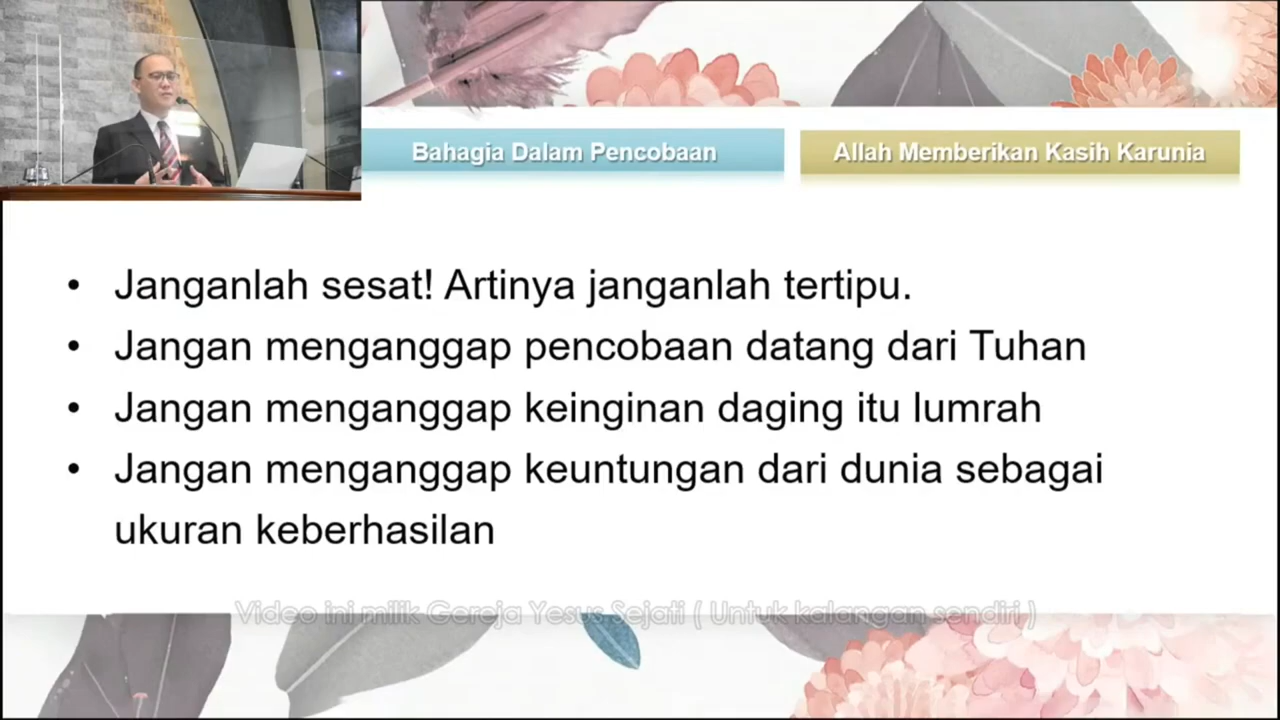 Bahagia Dalam Pencobaan
Allah Memberikan Kasih Karunia
• Janganlah sesat! Artinya janganlah tertipu.
• Jangan menganggap pencobaan datang dari Tuhan
• Jangan menganggap keinginan daging itu lumrah
• Jangan menganggap keuntungan dari dunia sebagai
ukuran keberhasilan
Video ini milik Gereja Yesus Sejati ( Untuk kalangan sendiri )